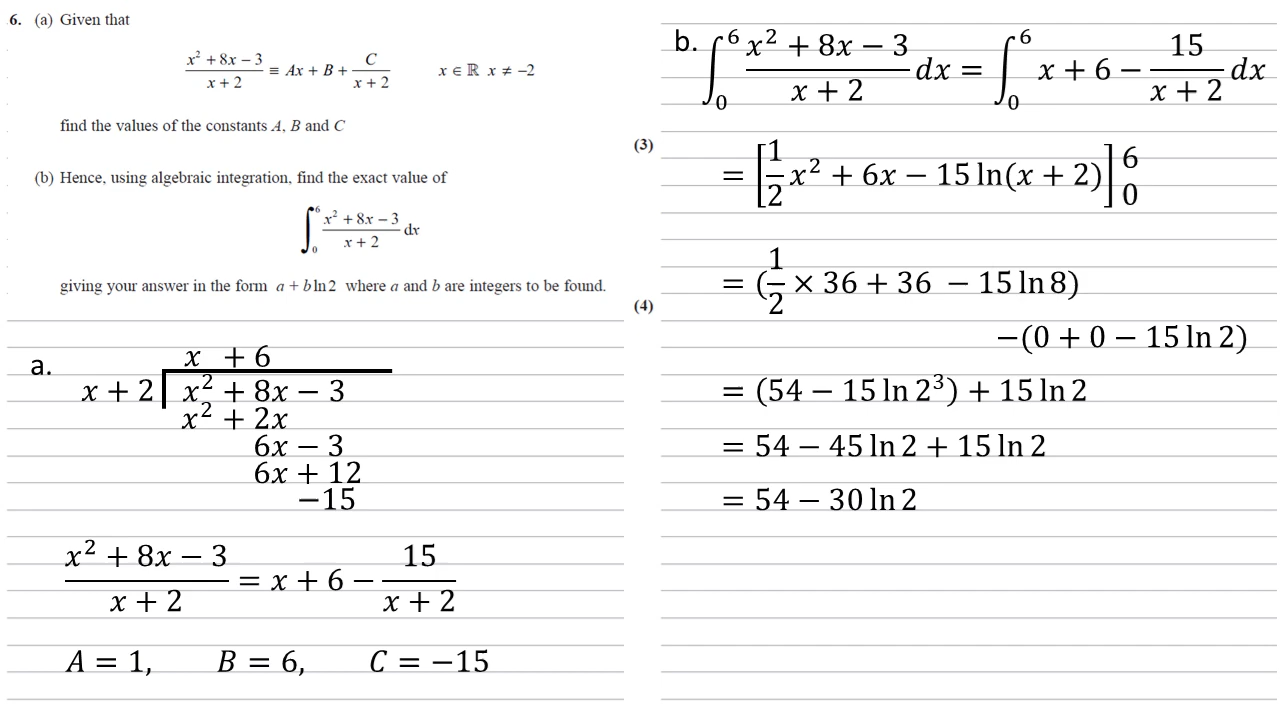 6. (a) Given that
x² + 8x – 3 / x + 2 ≡ Ax + B + C / x + 2    x ∈ ℝ x ≠ –2
find the values of the constants A, B and C
(3)
(b) Hence, using algebraic integration, find the exact value of
∫₀⁶ x² + 8x – 3 / x + 2 dx
giving your answer in the form a + b ln 2 where a and b are integers to be found.
(4)
a.
x + 6
x + 2 | x² + 8x − 3
x² + 2x
6x − 3
6x + 12
−15
x² + 8x − 3 / x + 2 = x + 6 − 15 / x + 2
A = 1, B = 6, C = −15
b. ∫₀⁶ x² + 8x − 3 / x + 2 dx = ∫₀⁶ x + 6 − 15 / x + 2 dx
= [1/2 x² + 6x − 15 ln(x + 2)] 6 0
= (1/2 × 36 + 36 − 15 ln 8)
−(0 + 0 − 15 ln 2)
= (54 − 15 ln 2³) + 15 ln 2
= 54 − 45 ln 2 + 15 ln 2
= 54 − 30 ln 2